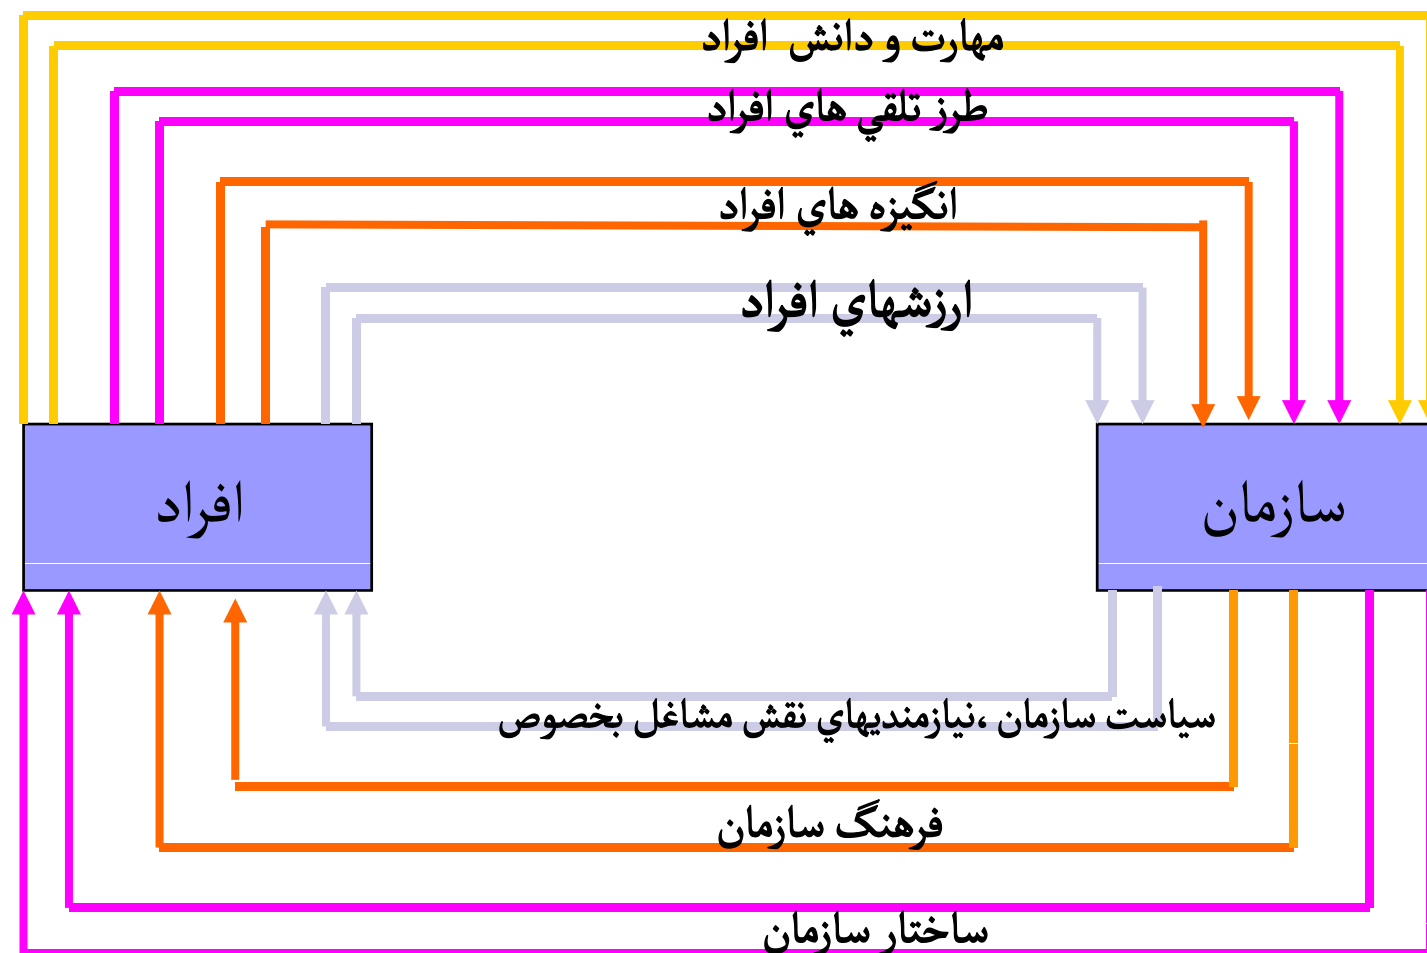 مهارت و دانش افراد
طرز تلقي هاي افراد
انگيزه هاي افراد
ارزشهاي افراد
سازمان
افراد
سياست سازمان ،نيازمنديهاي نقش مشاغل بخصوص
فرهنگ سازمان
ساختار سازمان